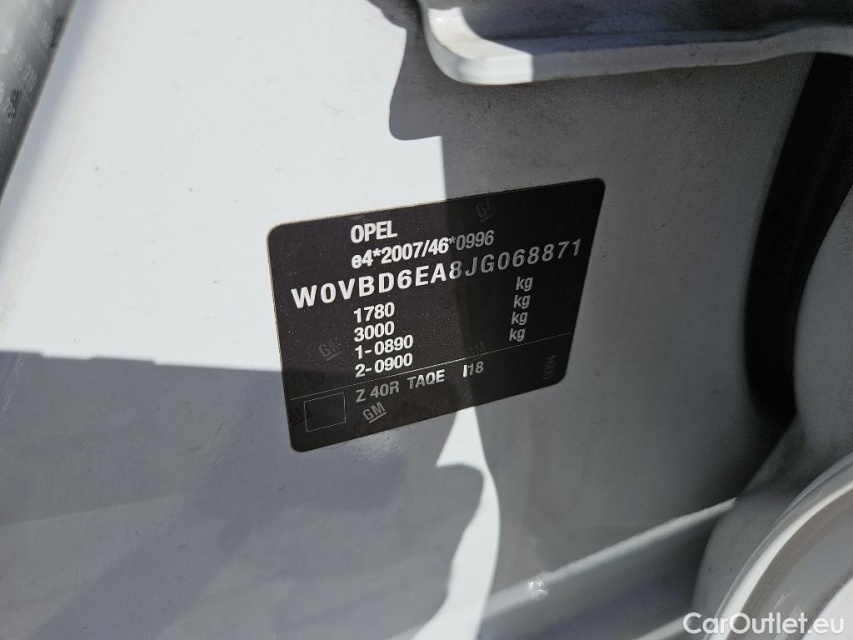 OPEL
e4*2007/46*0996
W0VBD6EA8JG068871
1780 kg
3000 kg
1-0890 kg
2-0900 kg
Z 40R TAQE I18
GM
CarOutlet.eu